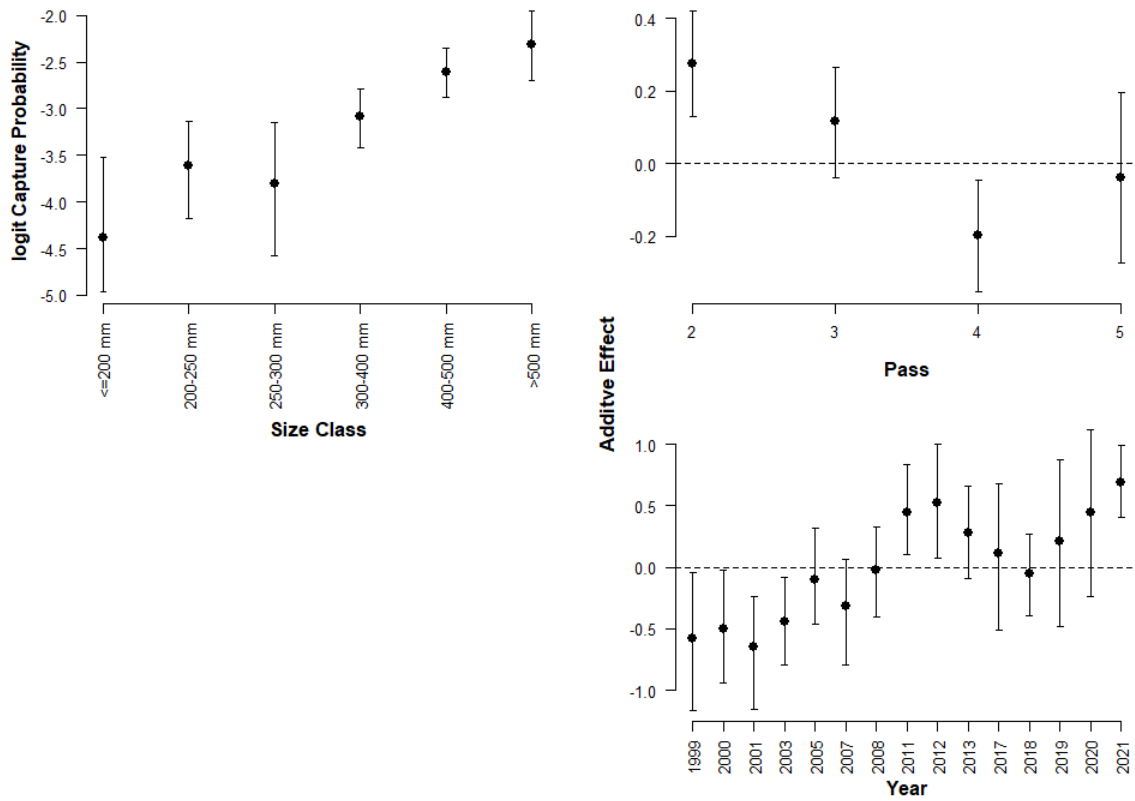 logit Capture Probability
-2.0
-2.5
-3.0
-3.5
-4.0
-4.5
-5.0
<=200 mm
200-250 mm
250-300 mm
300-400 mm
400-500 mm
>500 mm
Size Class
Additve Effect
0.4
0.2
0.0
-0.2
2 3 4 5
Pass
1.0
0.5
0.0
-0.5
-1.0
1999
2000
2001
2003
2005
2007
2008
2011
2012
2013
2017
2018
2019
2020
2021
Year